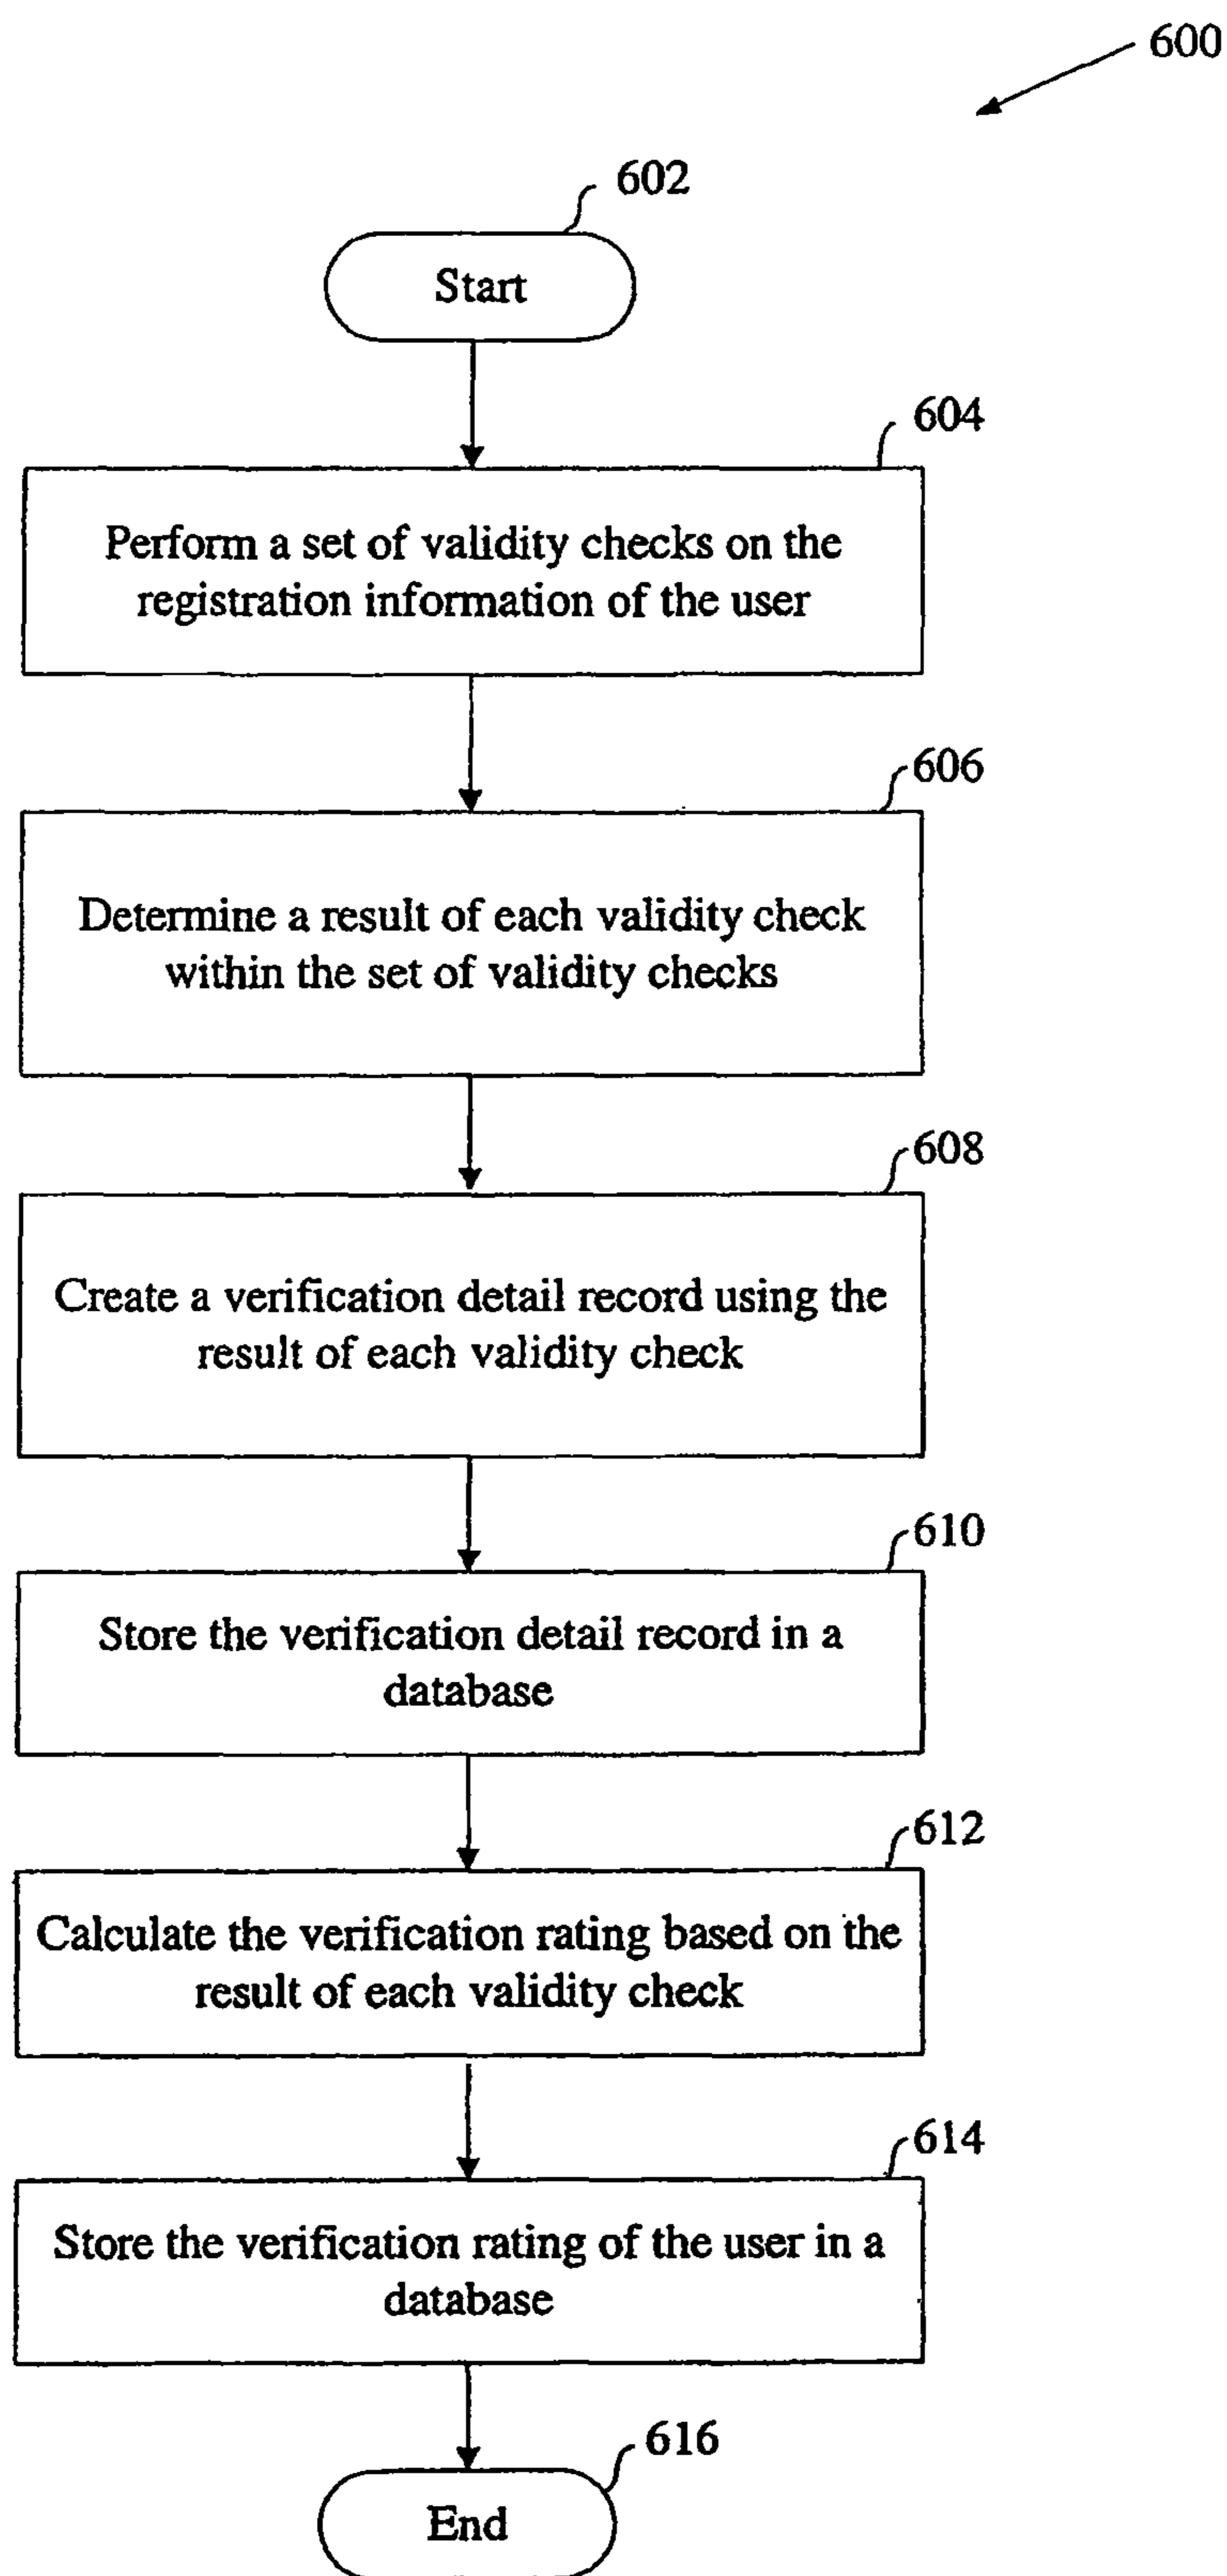 600
602
Start
604
Perform a set of validity checks on the
registration information of the user
606
Determine a result of each validity check
within the set of validity checks
608
Create a verification detail record using the
result of each validity check
610
Store the verification detail record in a
database
612
Calculate the verification rating based on the
result of each validity check
614
Store the verification rating of the user in a
database
616
End